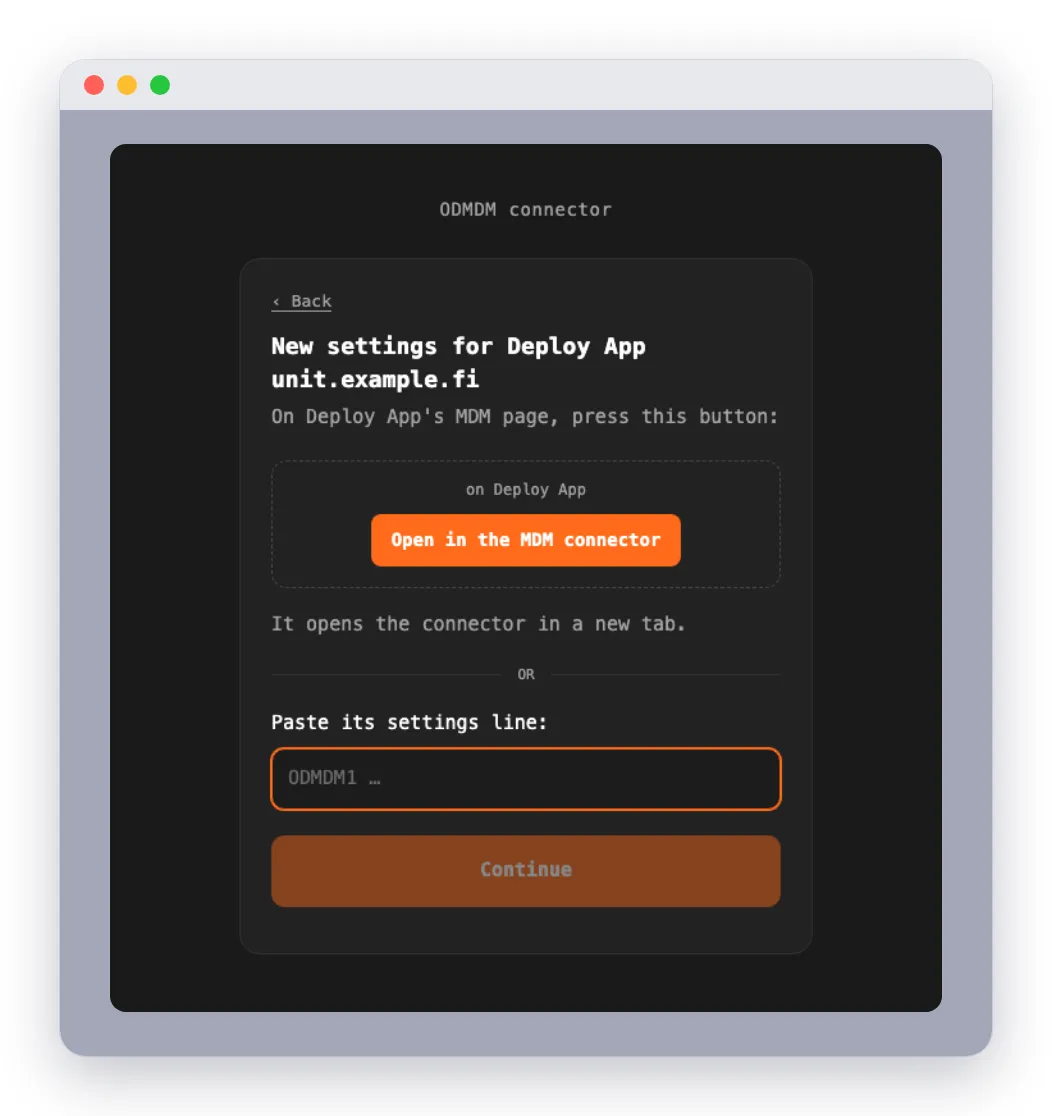 ODMDM connector
‹ Back
New settings for Deploy App
unit.example.fi
On Deploy App's MDM page, press this button:
on Deploy App
Open in the MDM connector
It opens the connector in a new tab.
OR
Paste its settings line:
ODMDM1 …
Continue